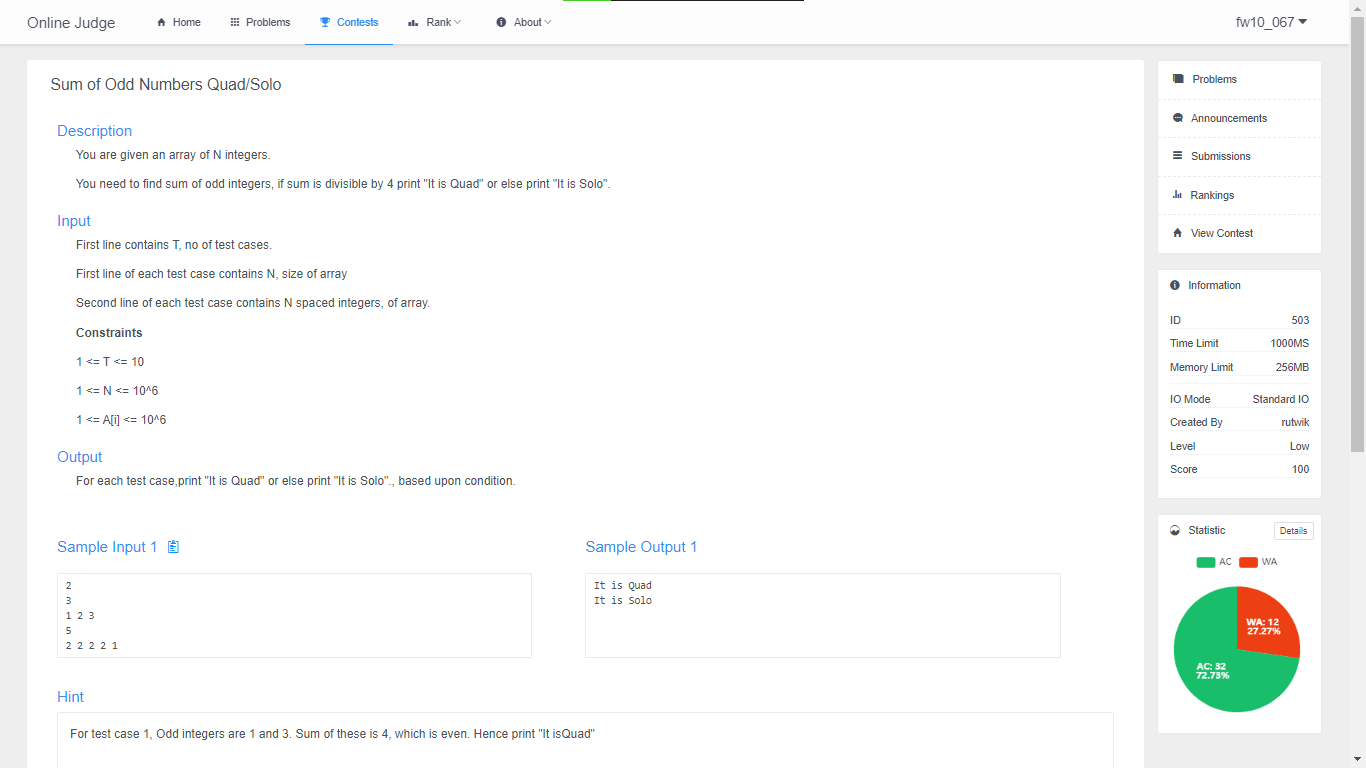 Online Judge Home Problems Contests Rank About fw10_067
Sum of Odd Numbers Quad/Solo
Description
You are given an array of N integers.
You need to find sum of odd integers, if sum is divisible by 4 print "It is Quad" or else print "It is Solo".
Input
First line contains T, no of test cases.
First line of each test case contains N, size of array
Second line of each test case contains N spaced integers, of array.
Constraints
1 <= T <= 10
1 <= N <= 10^6
1 <= A[i] <= 10^6
Output
For each test case,print "It is Quad" or else print "It is Solo"., based upon condition.
Sample Input 1
2
3
1 2 3
5
2 2 2 2 1
Sample Output 1
It is Quad
It is Solo
Hint
For test case 1, Odd integers are 1 and 3. Sum of these is 4, which is even. Hence print "It isQuad"
Problems
Announcements
Submissions
Rankings
View Contest
Information
ID 503
Time Limit 1000MS
Memory Limit 256MB
IO Mode Standard IO
Created By rutwik
Level Low
Score 100
Statistic Details
AC WA
WA: 12
27.27%
AC: 32
72.73%